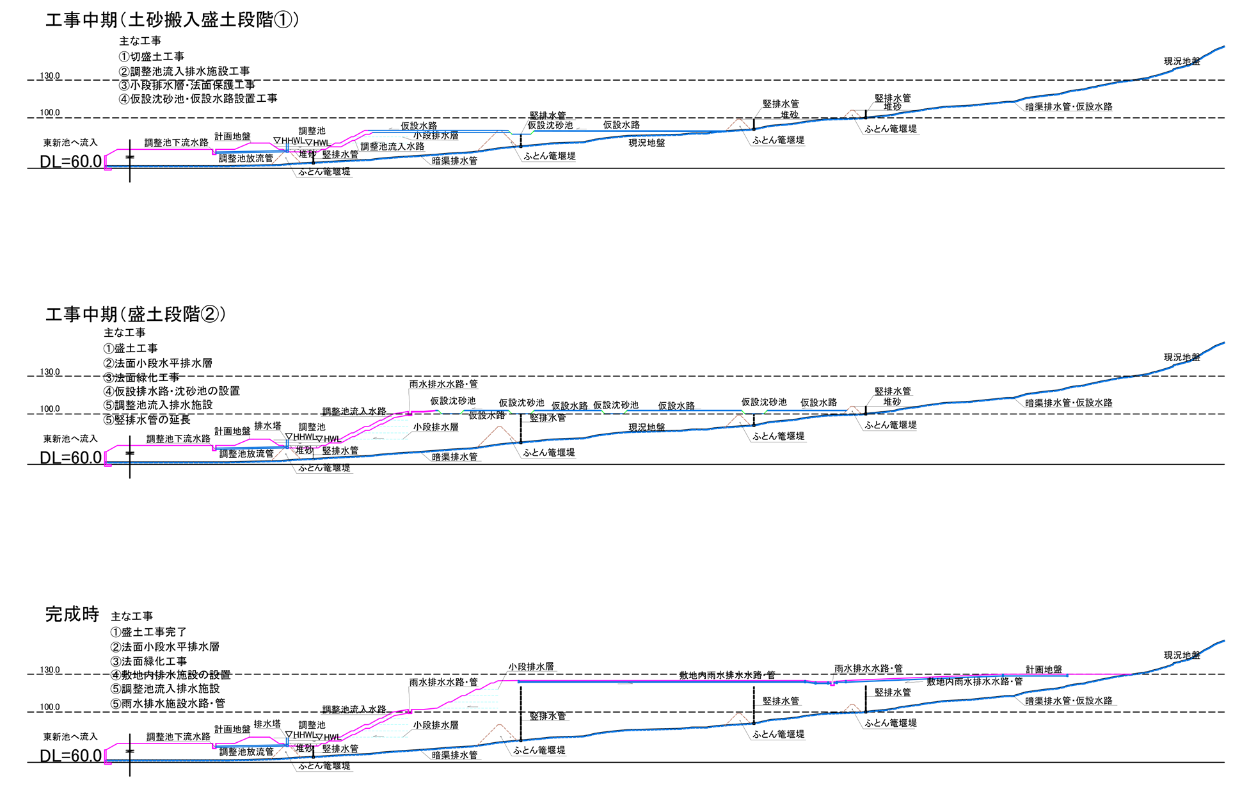 工事中期（土砂搬入盛土段階①）
主な工事
①切盛土工事
②調整池流入排水施設工事
③小段排水層・法面保護工事
④仮設沈砂池・仮設水路設置工事
現況地盤
130.0
100.0
竪排水管
堆砂
竪排水管
堆砂
暗渠排水管・仮設水路
竪排水管
仮設水路
仮設沈砂池
仮設水路
小段排水層
ふとん篭堰堤
ふとん篭堰堤
東新池へ流入
調整池下流水路
計画地盤
調整池
▽HHWL
▽HWL
調整池流入水路
現況地盤
ふとん篭堰堤
DL=60.0
調整池放流管
堆砂
竪排水管
暗渠排水管
ふとん篭堰堤
工事中期（盛土段階②）
主な工事
①盛土工事
②法面小段水平排水層
③法面緑化工事
④仮設排水路・沈砂池の設置
⑤調整池流入排水施設
⑤竪排水管の延長
現況地盤
130.0
100.0
雨水排水水路・管
竪排水管
堆砂
調整池流入水路
仮設沈砂池
仮設沈砂池
仮設水路
仮設沈砂池
仮設水路
仮設沈砂池
仮設水路
暗渠排水管・仮設水路
仮設水路
竪排水管
小段排水層
現況地盤
ふとん篭堰堤
ふとん篭堰堤
東新池へ流入
調整池下流水路
計画地盤
排水塔
調整池
▽HHWL
▽HWL
DL=60.0
調整池放流管
堆砂
竪排水管
暗渠排水管
ふとん篭堰堤
ふとん篭堰堤
完成時
主な工事
①盛土工事完了
②法面小段水平排水層
③法面緑化工事
④敷地内排水施設の設置
⑤調整池流入排水施設
⑤雨水排水施設水路・管
現況地盤
130.0
100.0
小段排水層
敷地内雨水排水水路・管
雨水排水水路・管
計画地盤
雨水排水水路・管
敷地内雨水排水水路・管
調整池流入水路
竪排水管
竪排水管
竪排水管
暗渠排水管・仮設水路
小段排水層
ふとん篭堰堤
ふとん篭堰堤
東新池へ流入
調整池下流水路
計画地盤
排水塔
調整池
▽HHWL
▽HWL
DL=60.0
調整池放流管
堆砂
竪排水管
暗渠排水管
ふとん篭堰堤
ふとん篭堰堤